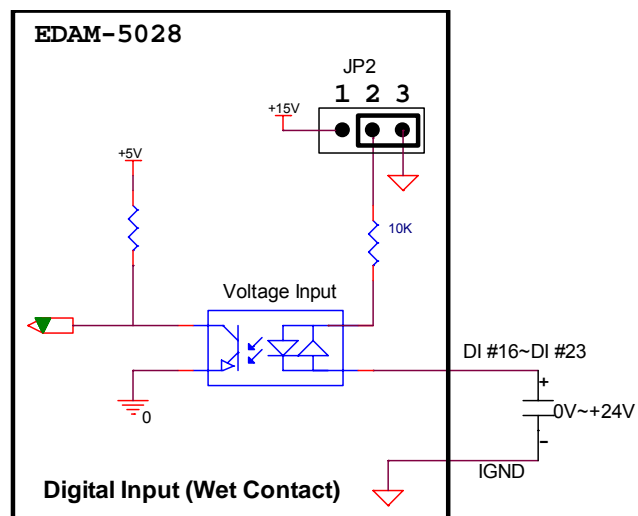 EDAM-5028
JP2
1 2 3
+15V
+5V
10K
Voltage Input
DI #16~DI #23
+
0V~+24V
-
0
IGND
Digital Input (Wet Contact)